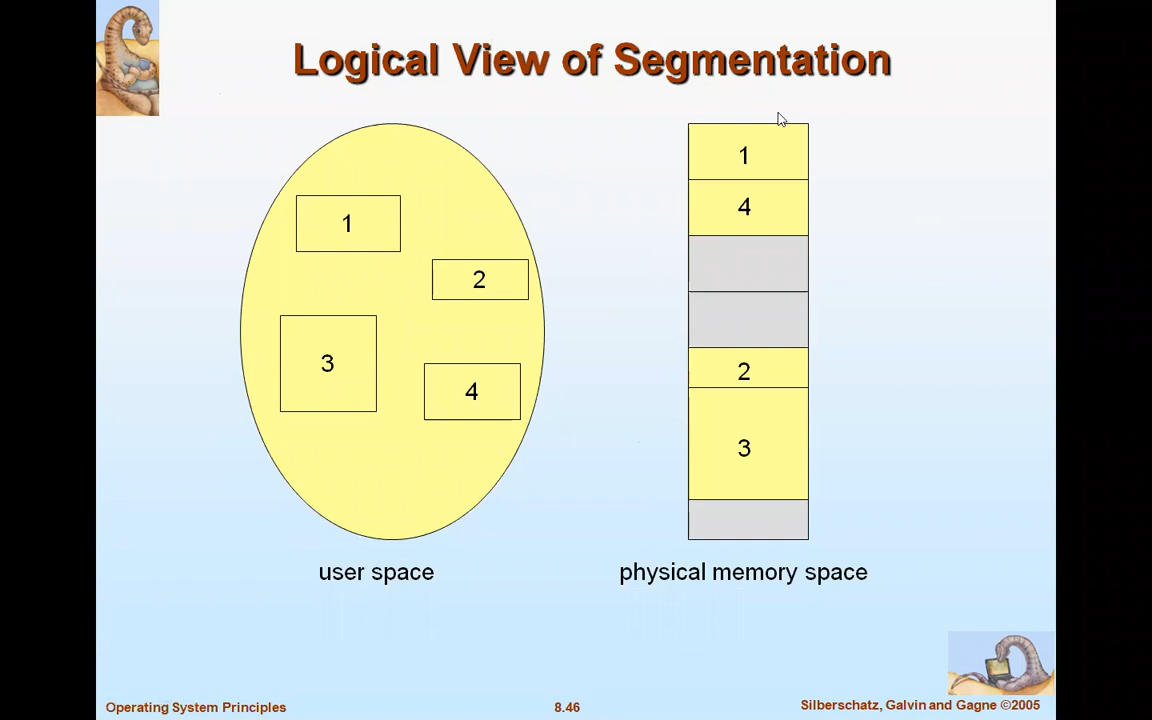 Logical View of Segmentation
1
2
3
4
user space
1
4
2
3
physical memory space
Operating System Principles
8.46
Silberschatz, Galvin and Gagne ©2005